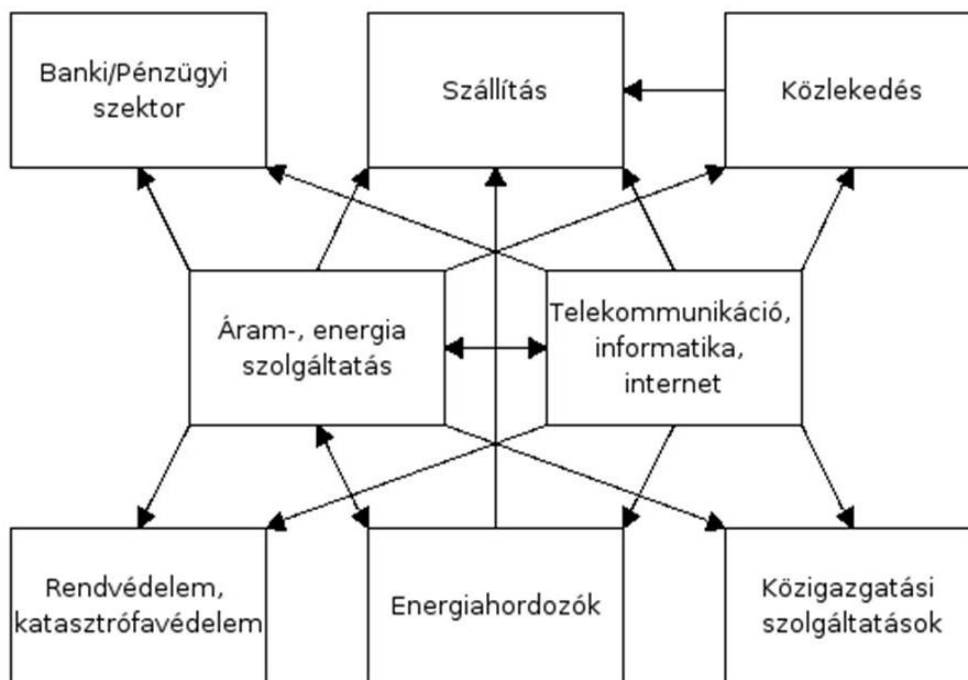 Banki/Pénzügyi
szektor
Szállítás
Közlekedés
Áram-, energia
szolgáltatás
Telekommunikáció,
informatika,
internet
Rendvédelem,
katasztrófavédelem
Energiahordozók
Közigazgatási
szolgáltatások